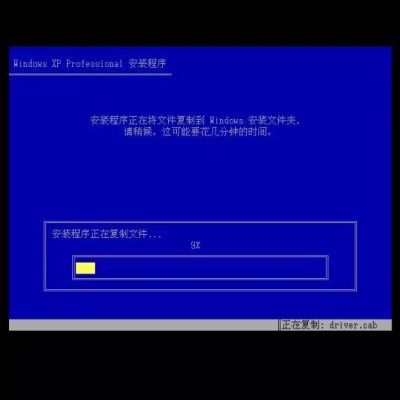 Windows XP Professional 安装程序
安装程序正在将文件复制到 Windows 安装文件夹,
请稍候。这可能要花几分钟的时间。
安装程序正在复制文件...
9%
正在复制: driver.cab